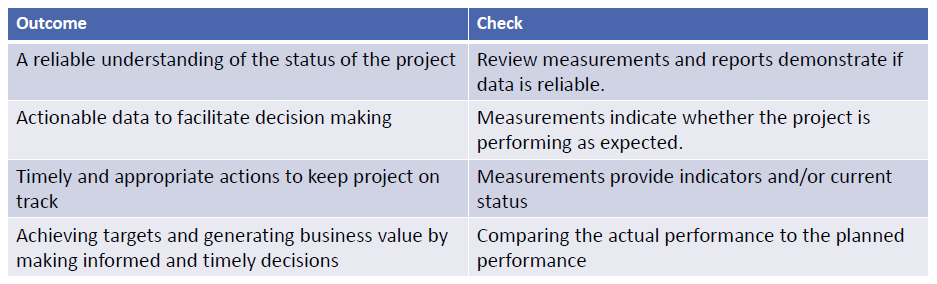 Outcome
Check
A reliable understanding of the status of the project
Review measurements and reports demonstrate if
data is reliable.
Actionable data to facilitate decision making
Measurements indicate whether the project is
performing as expected.
Timely and appropriate actions to keep project on
track
Measurements provide indicators and/or current
status
Achieving targets and generating business value by
making informed and timely decisions
Comparing the actual performance to the planned
performance